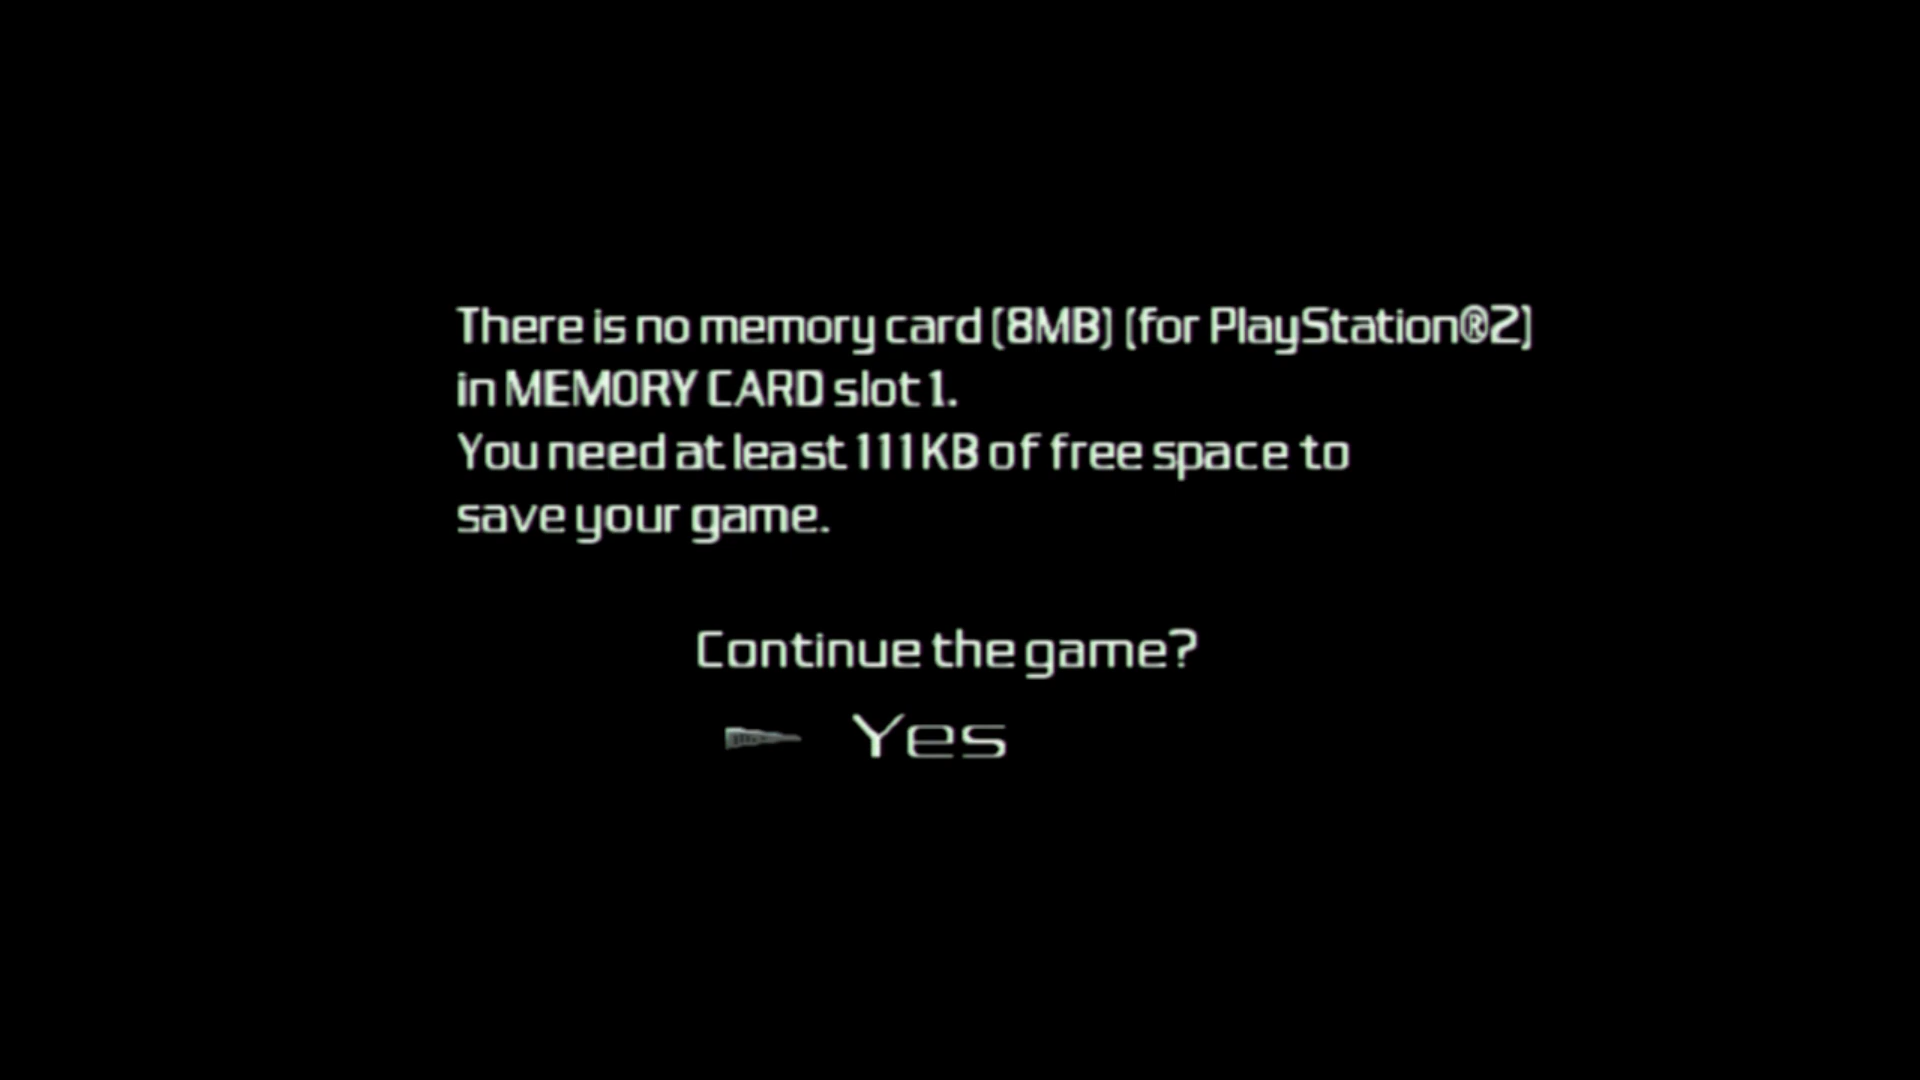 There is no memory card (8MB) (for PlayStation®2)
in MEMORY CARD slot 1.
You need at least 111KB of free space to
save your game.
Continue the game?
Yes